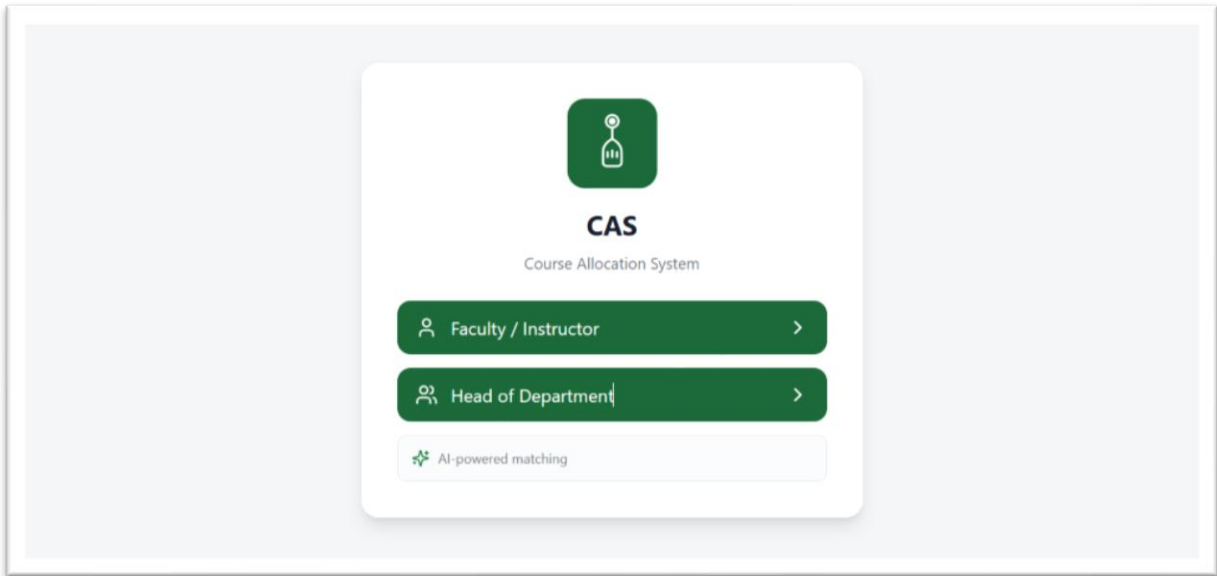 CAS
Course Allocation System
Faculty / Instructor
Head of Department
AI-powered matching